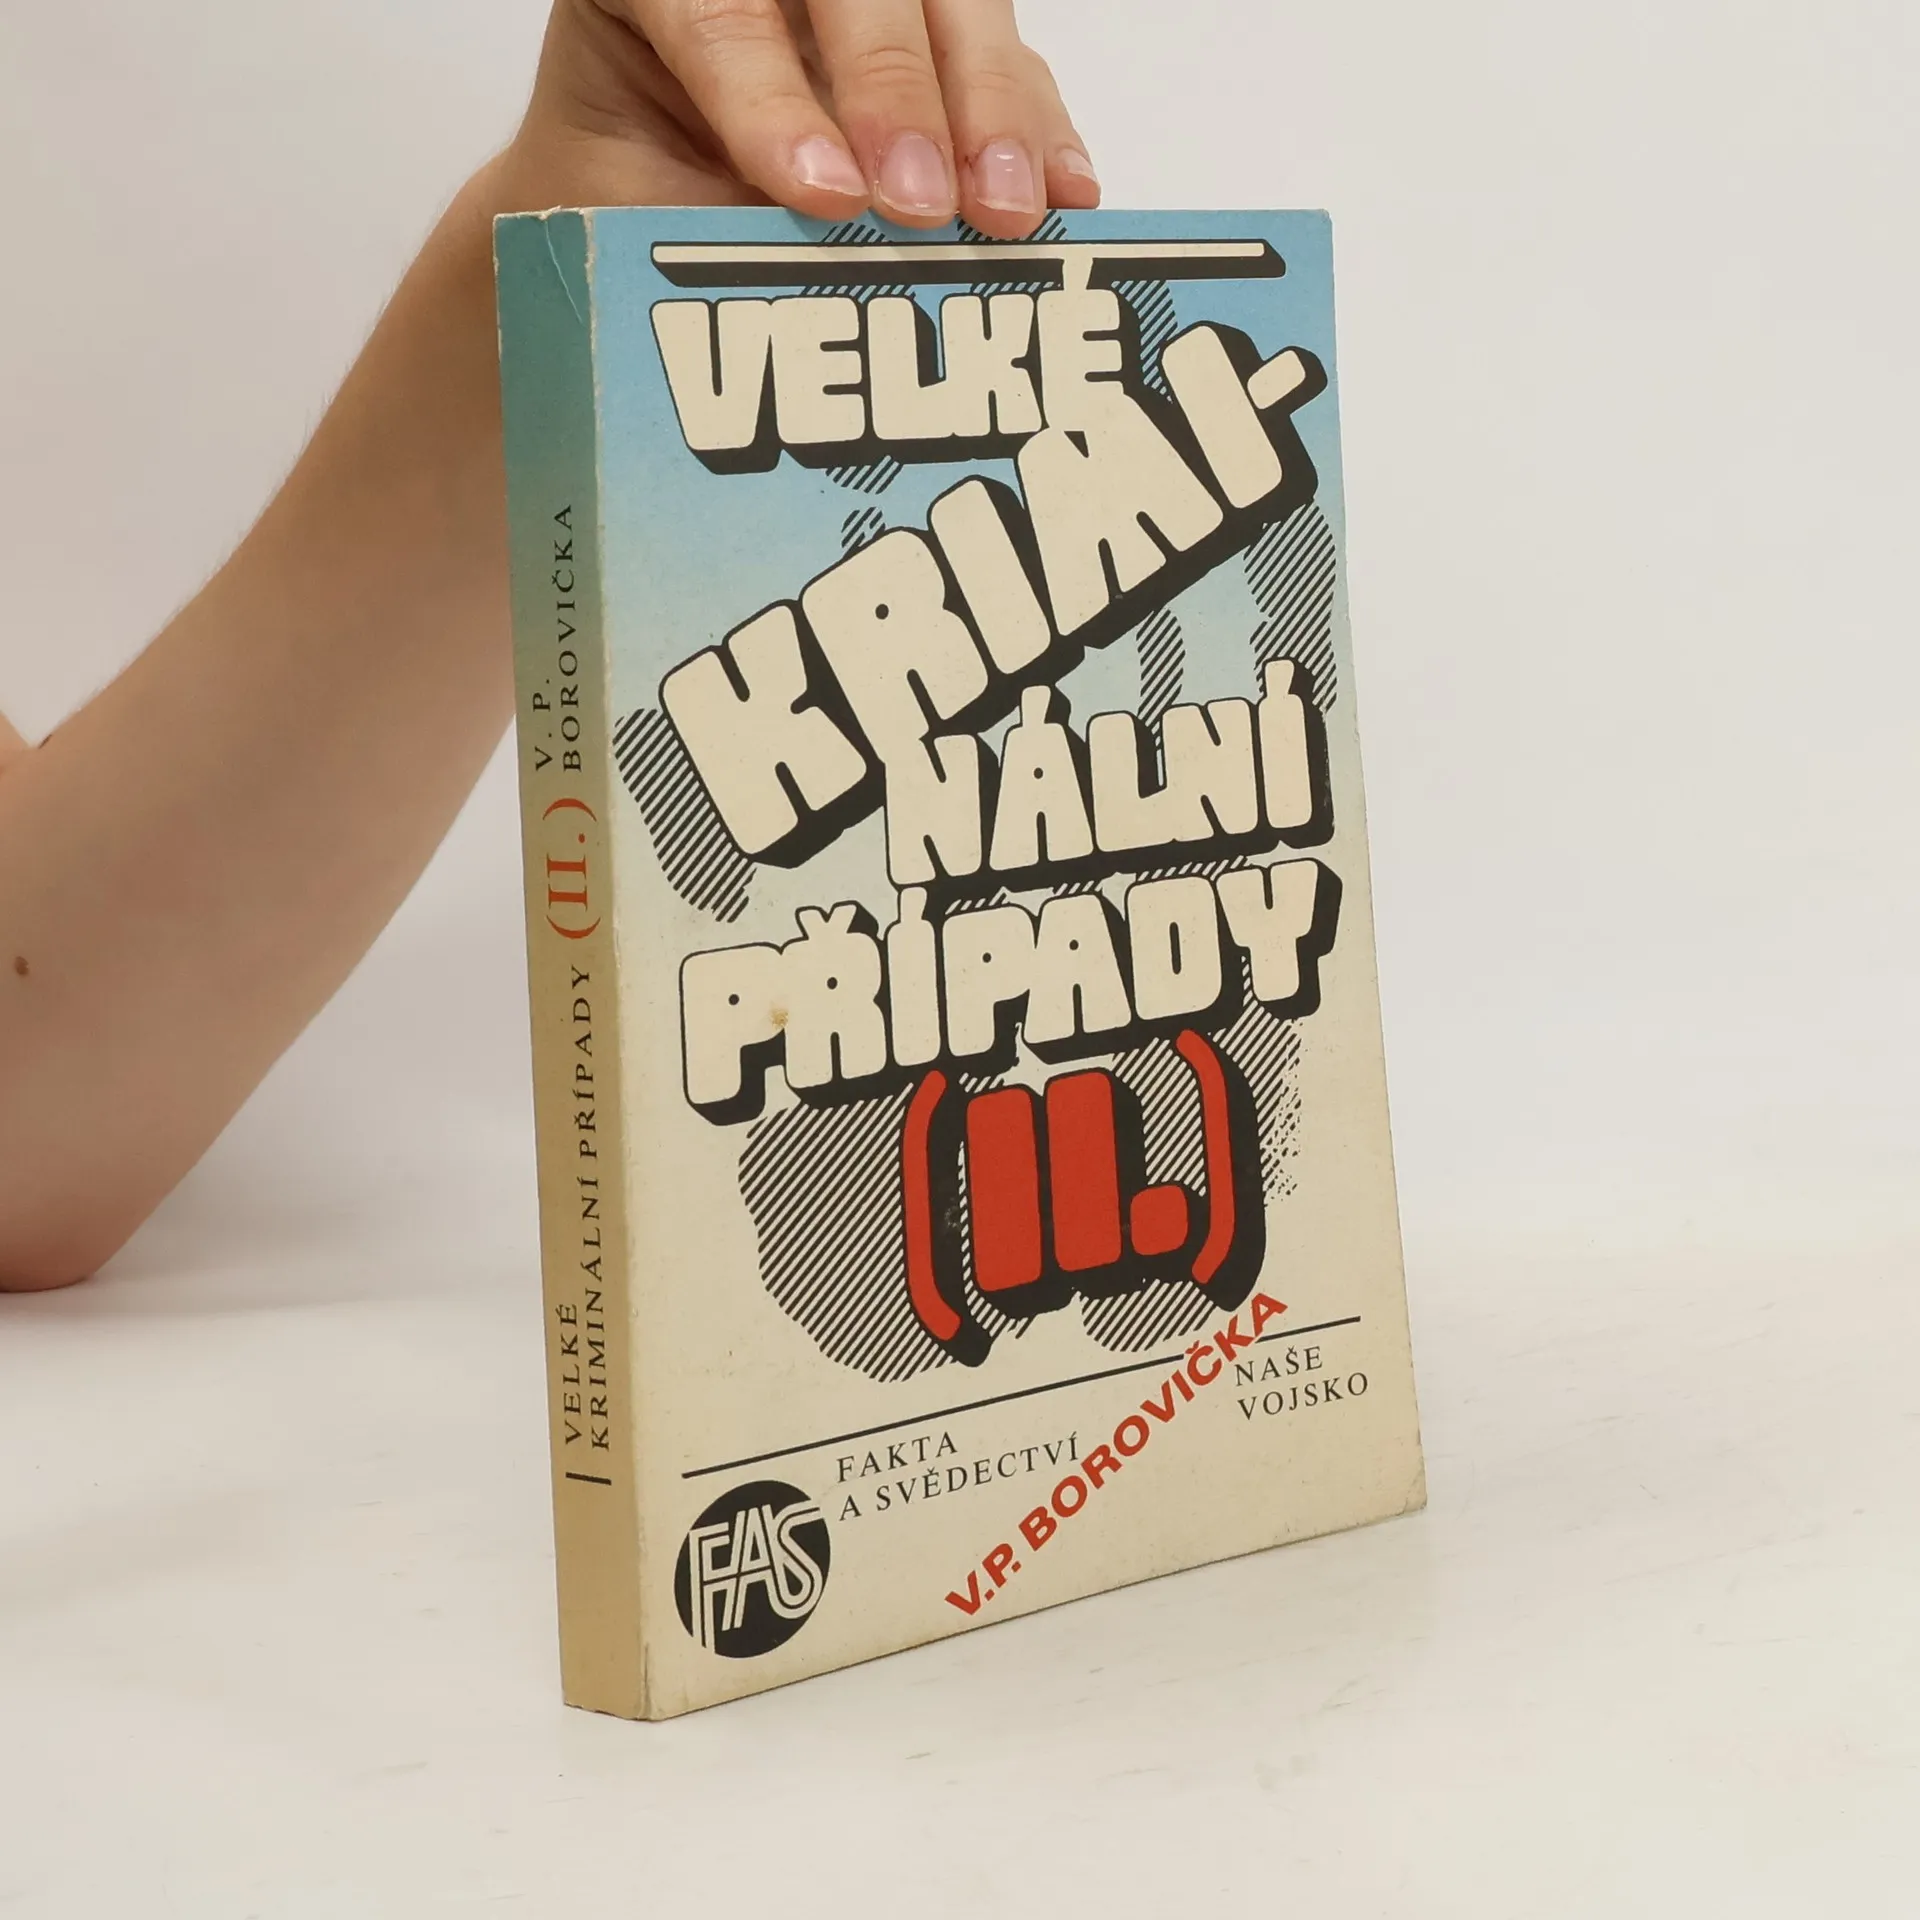 VELKÉ
KRIMI-
NÁLNÍ
PŘÍPADY
(II.)
FAKTA
A SVĚDECTVÍ
V.P. BOROVIČKA
NAŠE
VOJSKO
FAS
VELKÉ
KRIMINÁLNÍ PŘÍPADY (II.)
V. P.
BOROVIČKA